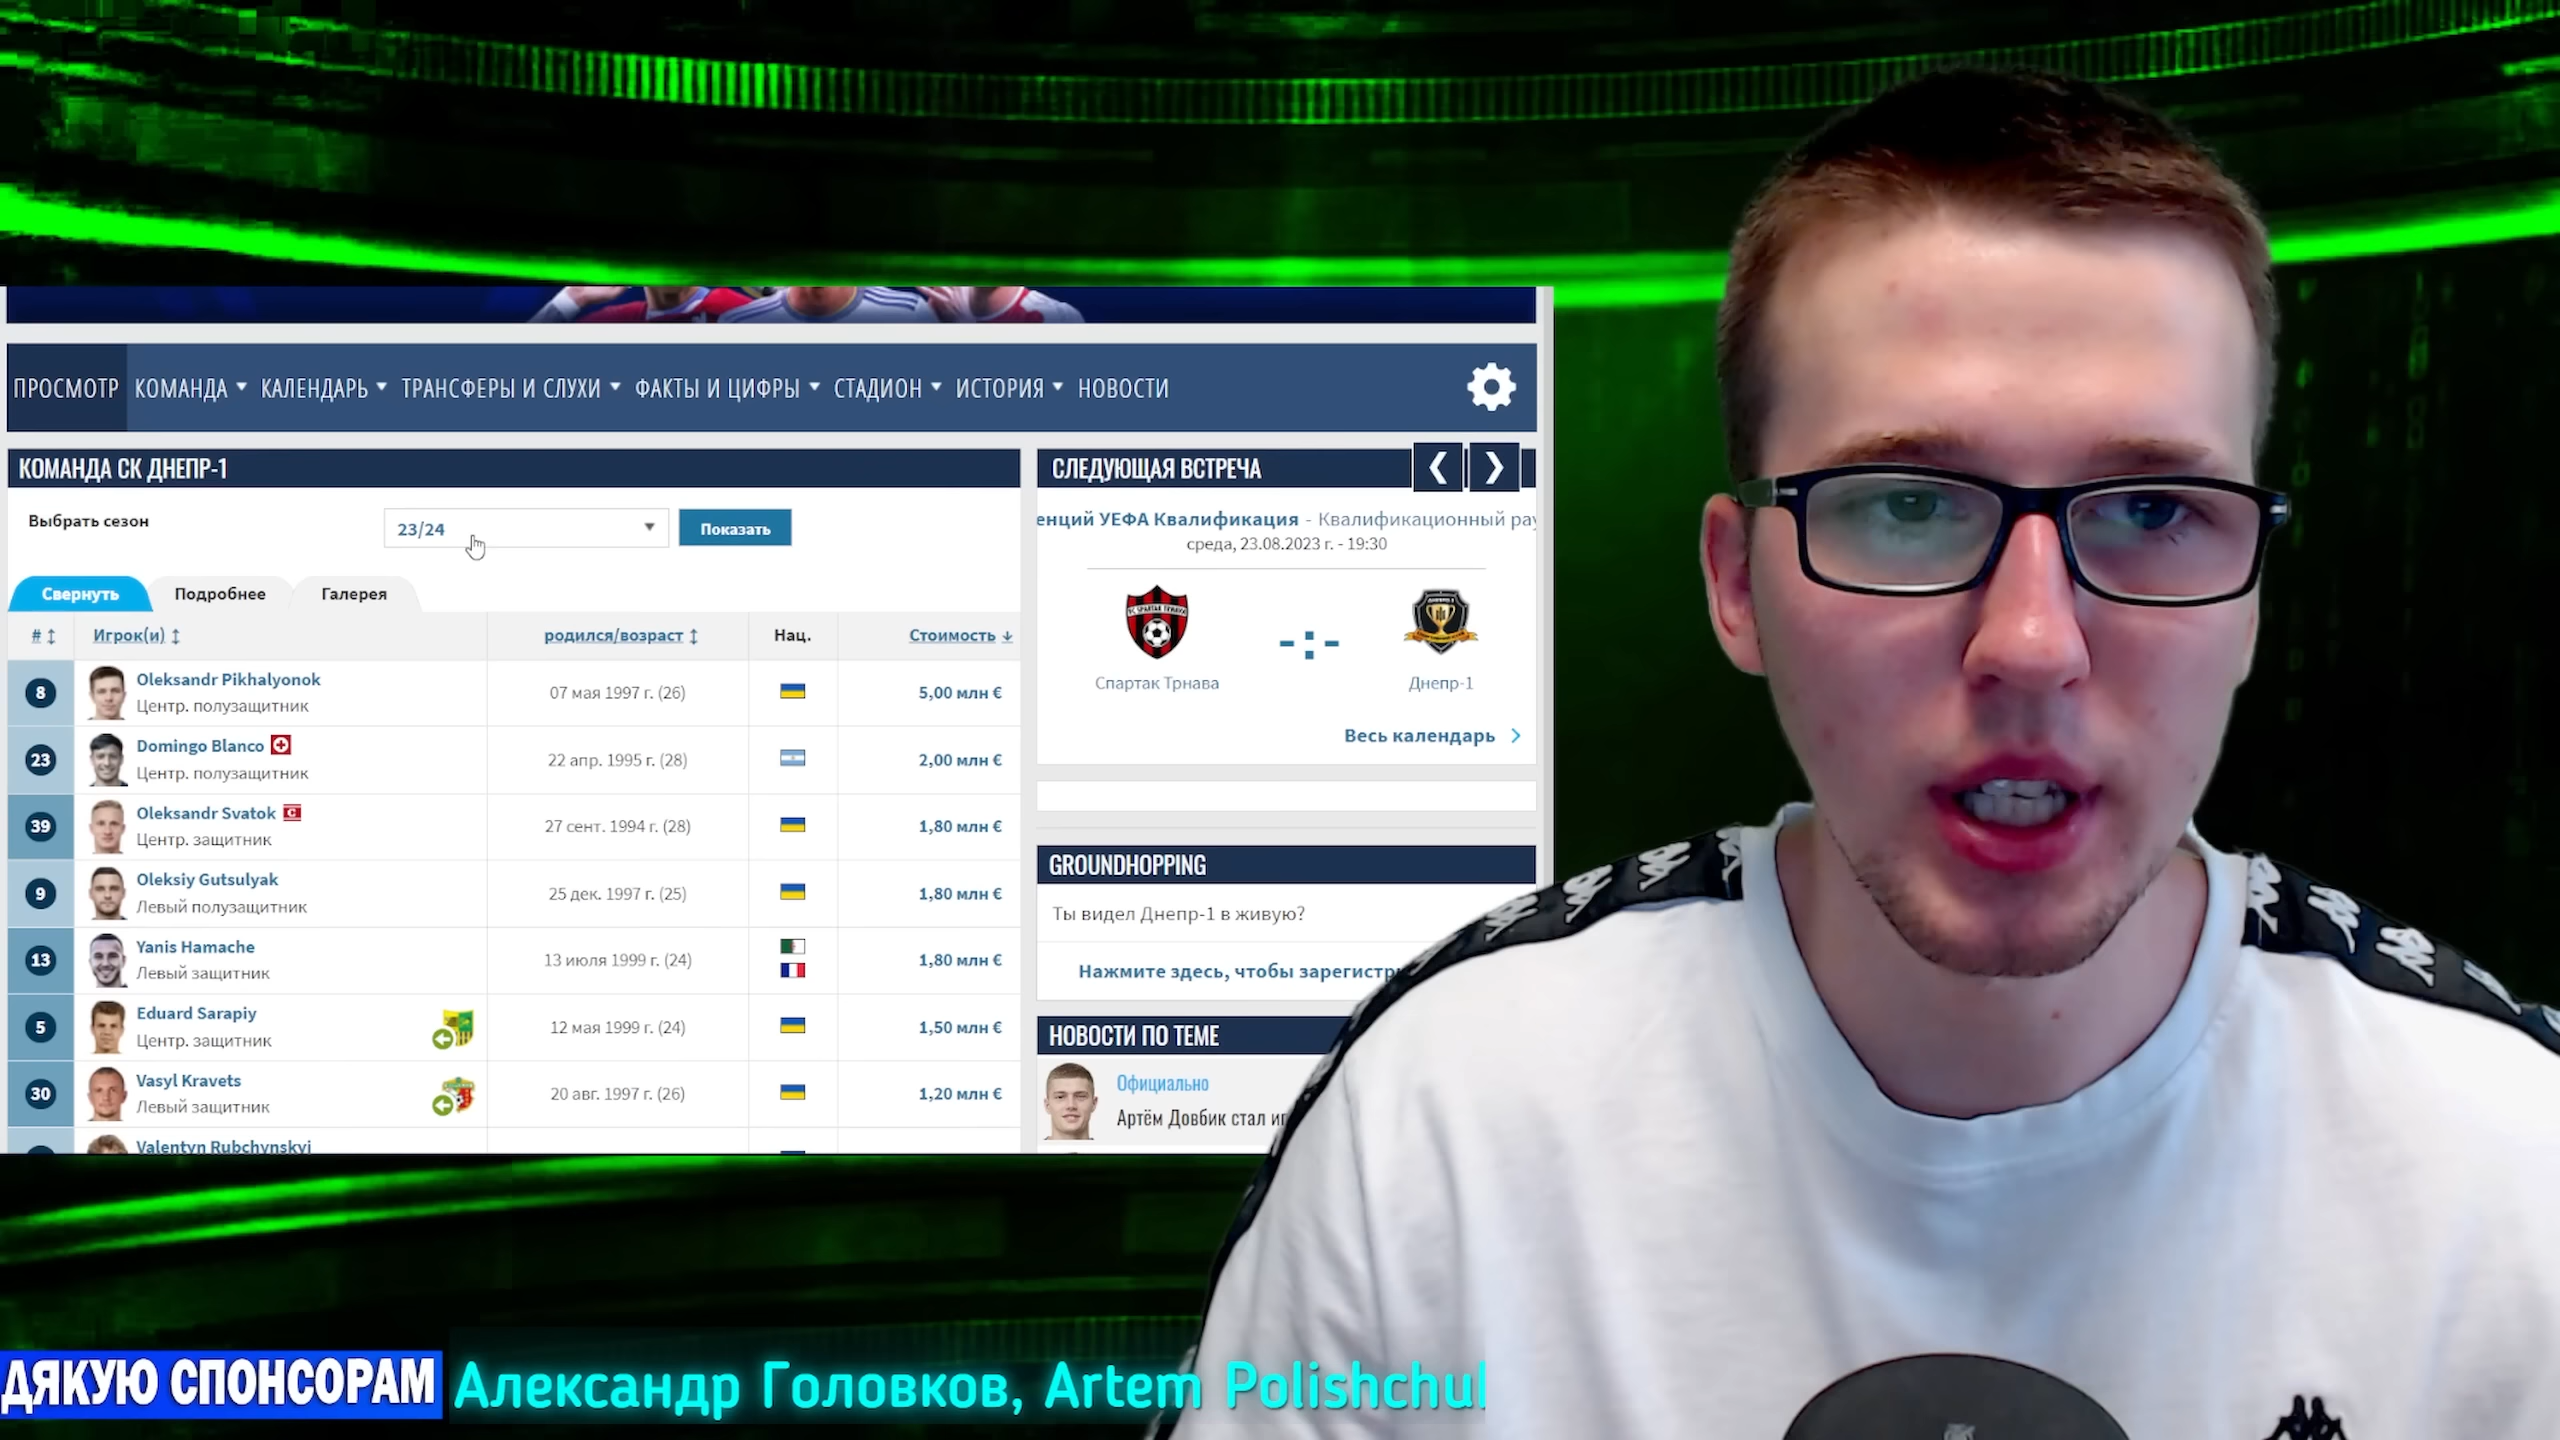 ПРОСМОТР КОМАНДА КАЛЕНДАРЬ ТРАНСФЕРЫ И СЛУХИ ФАКТЫ И ЦИФРЫ СТАДИОН ИСТОРИЯ НОВОСТИ
КОМАНДА СК ДНЕПР-1
Выбрать сезон 23/24 Показать
Свернуть Подробнее Галерея
# Игрок(и) родился/возраст Нац. Стоимость
8 Oleksandr Pikhalyonok 07 мая 1997 г. (26) 5,00 млн €
Центр. полузащитник
23 Domingo Blanco 22 апр. 1995 г. (28) 2,00 млн €
Центр. полузащитник
39 Oleksandr Svatok 27 сент. 1994 г. (28) 1,80 млн €
Центр. защитник
9 Oleksiy Gutsulyak 25 дек. 1997 г. (25) 1,80 млн €
Левый полузащитник
13 Yanis Hamache 13 июля 1999 г. (24) 1,80 млн €
Левый защитник
5 Eduard Sarapiy 12 мая 1999 г. (24) 1,50 млн €
Центр. защитник
30 Vasyl Kravets 20 авг. 1997 г. (26) 1,20 млн €
Левый защитник
Valentyn Rubchynskyi
СЛЕДУЮЩАЯ ВСТРЕЧА
енций УЕФА Квалификация - Квалификационный рау
среда, 23.08.2023 г. - 19:30
-:-
Спартак Трнава Днепр-1
Весь календарь
GROUNDHOPPING
Ты видел Днепр-1 в живую?
Нажмите здесь, чтобы зарегистр
НОВОСТИ ПО ТЕМЕ
Официально
Артём Довбик стал иг
ДЯКУЮ СПОНСОРАМ Александр Головков, Artem Polishchuk